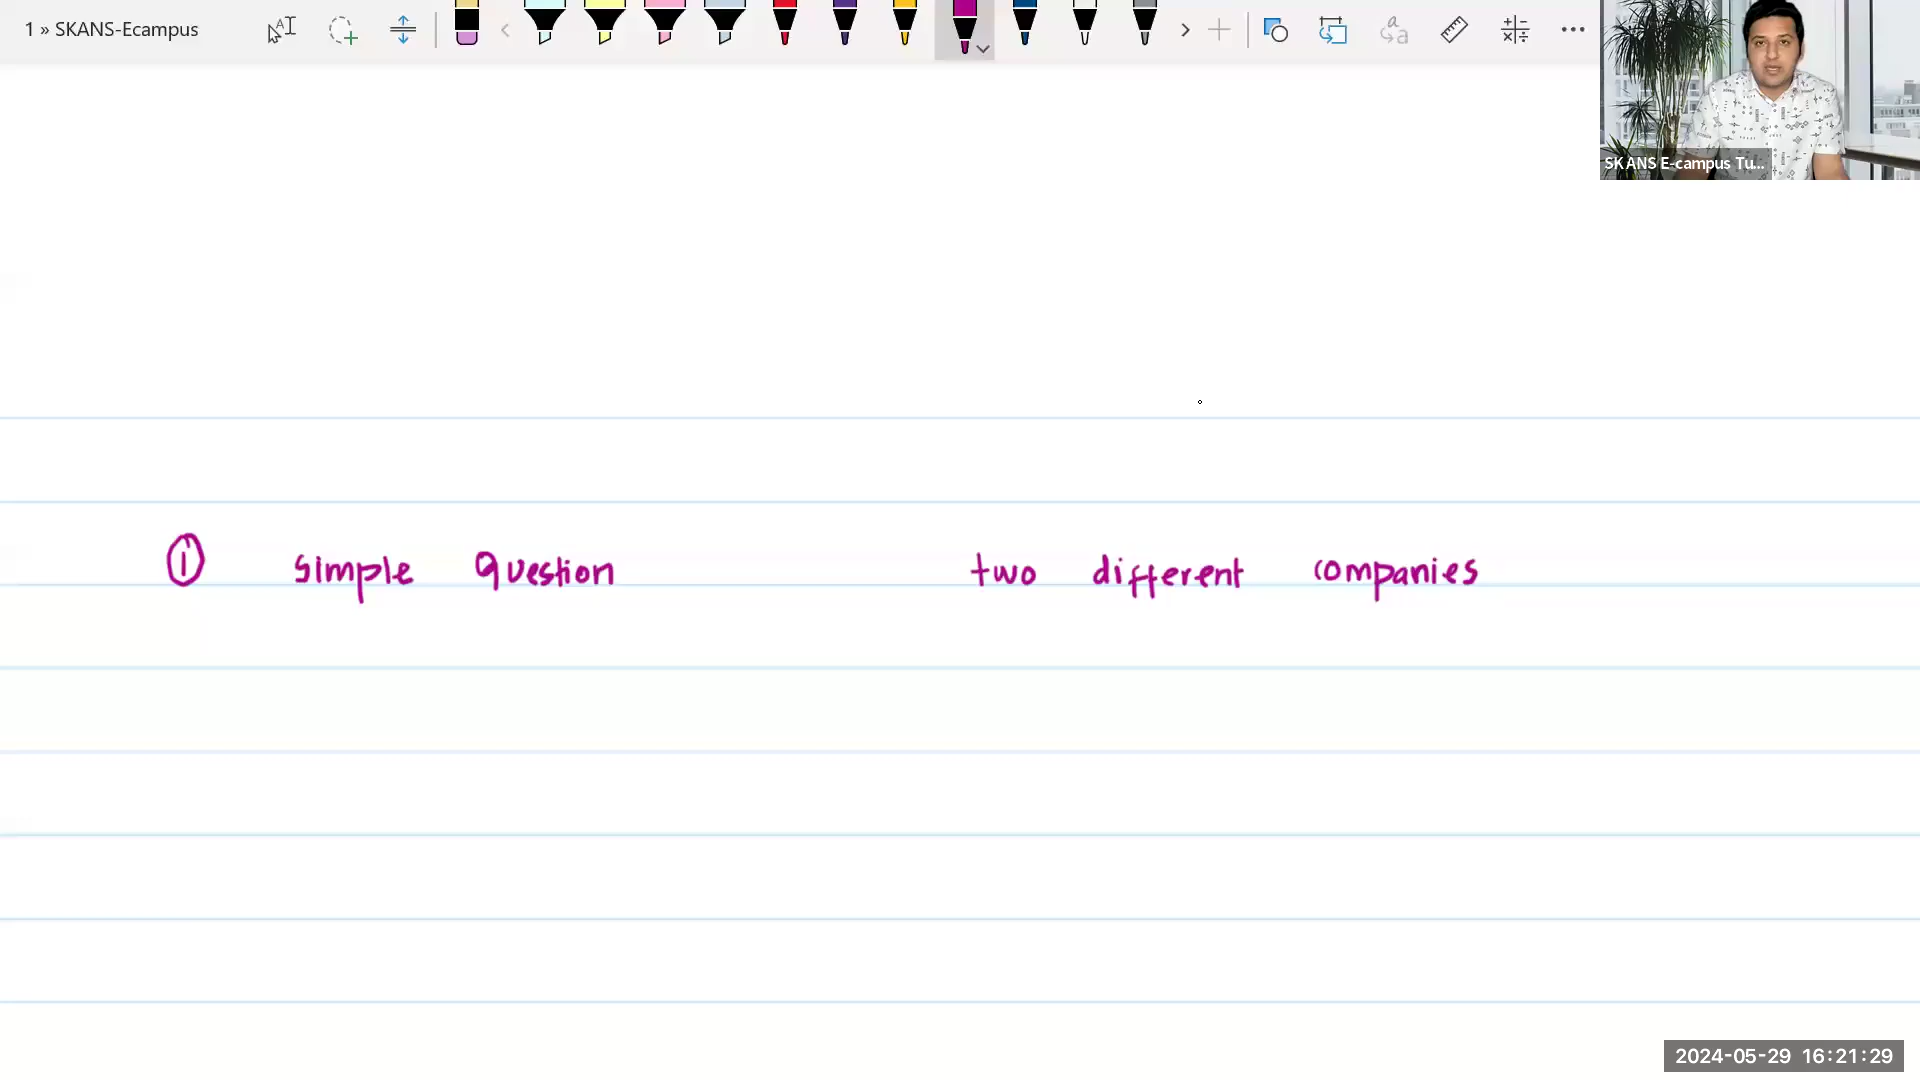 1 » SKANS-Ecampus
SKANS E-campus Tu...
① Simple Question two different companies
2024-05-29 16:21:29